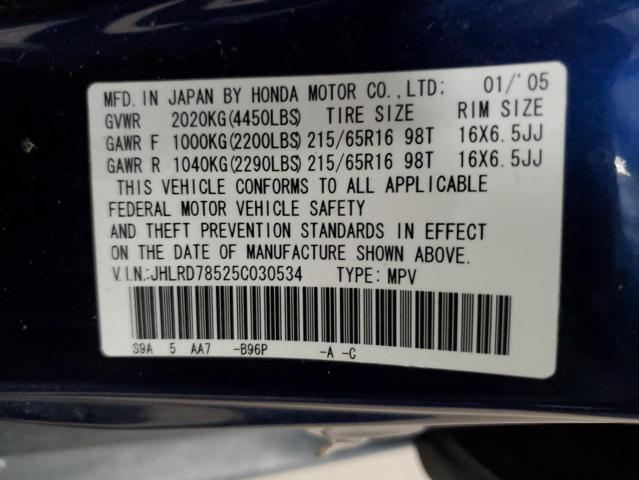 MFD. IN JAPAN BY HONDA MOTOR CO.,LTD; 01/'05
GVWR 2020KG(4450LBS) TIRE SIZE RIM SIZE
GAWR F 1000KG(2200LBS) 215/65R16 98T 16X6.5JJ
GAWR R 1040KG(2290LBS) 215/65R16 98T 16X6.5JJ
THIS VEHICLE CONFORMS TO ALL APPLICABLE
FEDERAL MOTOR VEHICLE SAFETY
AND THEFT PREVENTION STANDARDS IN EFFECT
ON THE DATE OF MANUFACTURE SHOWN ABOVE.
V.I.N.:JHLRD78525C030534 TYPE: MPV
S9A 5 AA7 -B96P -A -C